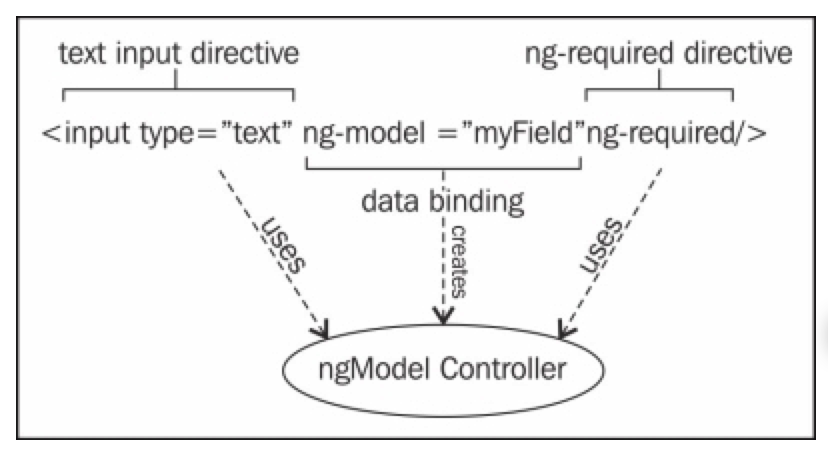 text input directive ng-required directive
<input type="text" ng-model ="myField"ng-required/>
data binding
uses creates uses
ngModel Controller